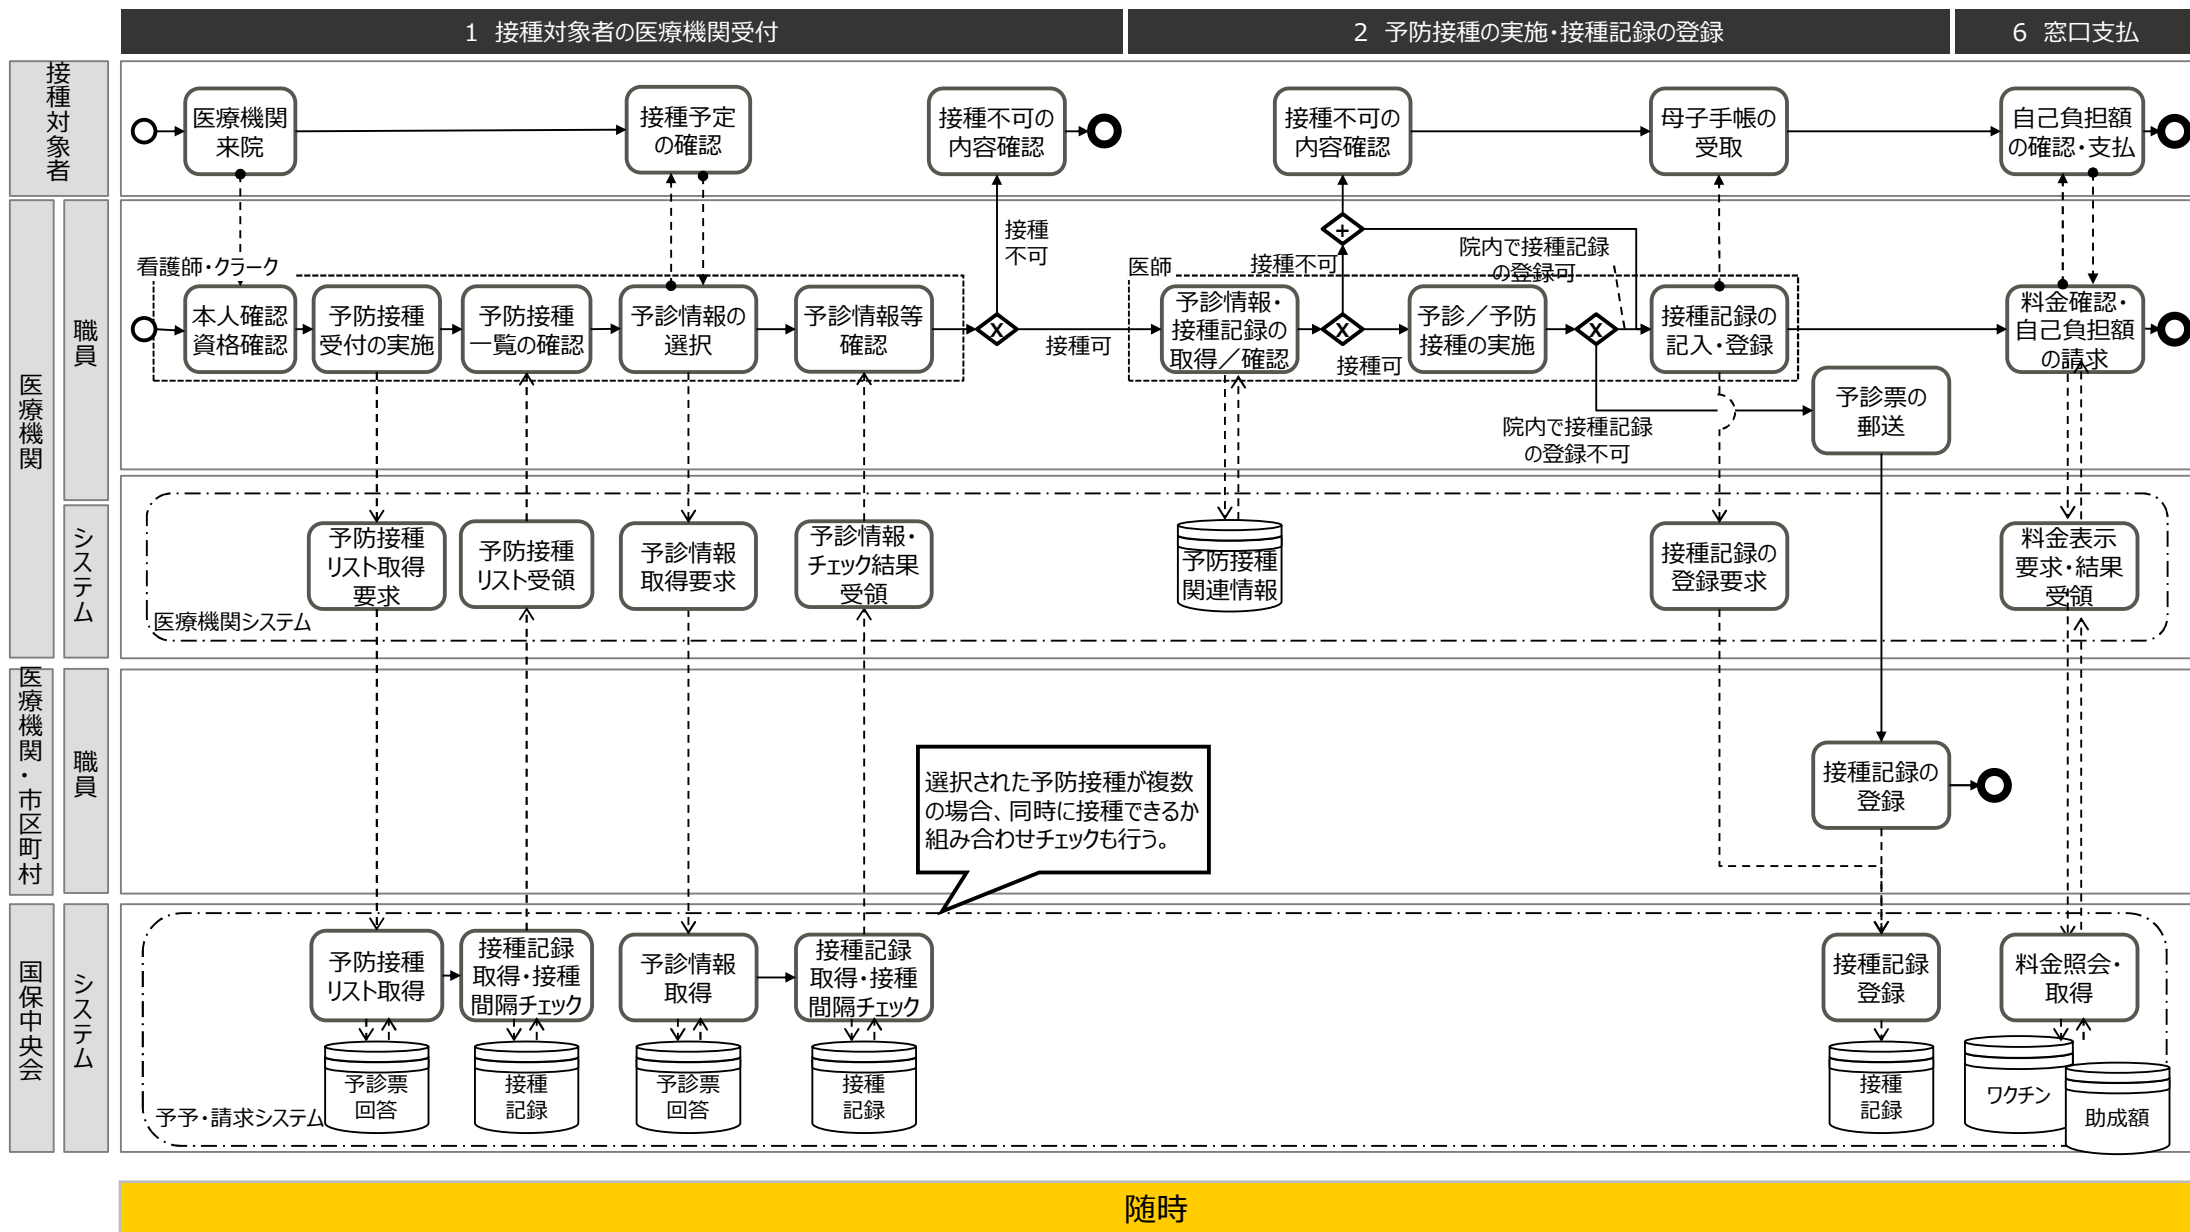 1 接種対象者の医療機関受付
2 予防接種の実施・接種記録の登録
6 窓口支払
接種対象者
医療機関
来院
接種予定
の確認
接種不可の
内容確認
接種不可の
内容確認
母子手帳の
受取
自己負担額
の確認・支払
医療機関
職員
看護師・クラーク
本人確認
資格確認
予防接種
受付の実施
予防接種
一覧の確認
予診情報の
選択
予診情報等
確認
X
接種
不可
接種可
医師
予診情報・
接種記録の
取得／確認
接種不可
+
X
接種可
予診／予防
接種の実施
X
院内で接種記録
の登録可
院内で接種記録
の登録不可
接種記録の
記入・登録
予診票の
郵送
料金確認・
自己負担額
の請求
システム
医療機関システム
予防接種
リスト取得
要求
予防接種
リスト受領
予診情報
取得要求
予診情報・
チェック結果
受領
予防接種
関連情報
接種記録の
登録要求
料金表示
要求・結果
受領
医療機関・市区町村
職員
選択された予防接種が複数
の場合、同時に接種できるか
組み合わせチェックも行う。
接種記録の
登録
国保中央会
システム
予予・請求システム
予防接種
リスト取得
接種記録
取得・接種
間隔チェック
予診情報
取得
接種記録
取得・接種
間隔チェック
接種記録
登録
料金照会・
取得
予診票
回答
接種
記録
予診票
回答
接種
記録
接種
記録
ワクチン
助成額
随時